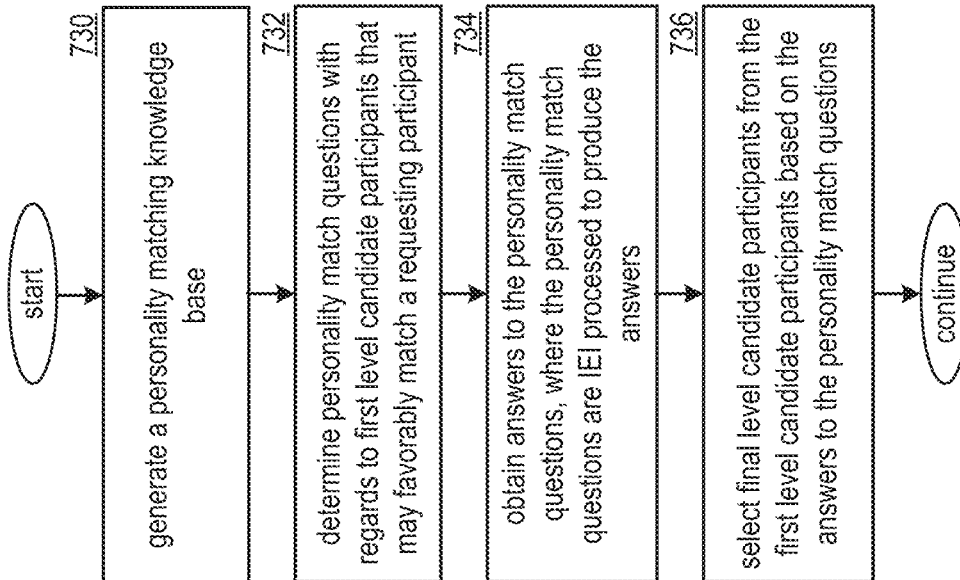 start
730
generate a personality matching knowledge
base
732
determine personality match questions with
regards to first level candidate participants that
may favorably match a requesting participant
734
obtain answers to the personality match
questions, where the personality match
questions are IEI processed to produce the
answers
736
select final level candidate participants from the
first level candidate participants based on the
answers to the personality match questions
continue